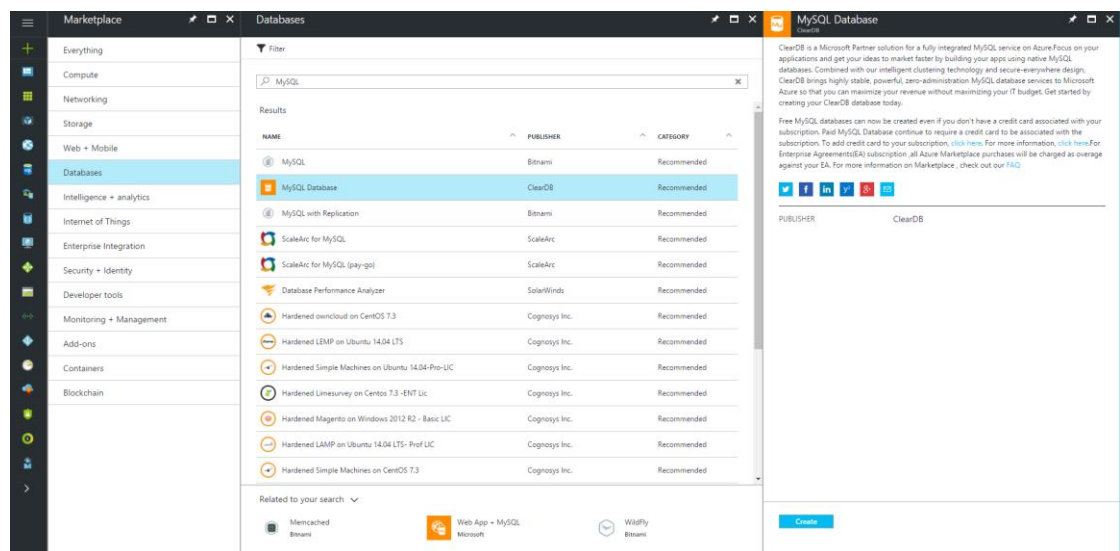 Marketplace
Everything
Compute
Networking
Storage
Web + Mobile
Databases
Intelligence + analytics
Internet of Things
Enterprise Integration
Security + Identity
Developer tools
Monitoring + Management
Add-ons
Containers
Blockchain
Databases
Filter
MySQL
Results
NAME PUBLISHER CATEGORY
MySQL Bitnami Recommended
MySQL Database ClearDB Recommended
MySQL with Replication Bitnami Recommended
ScaleArc for MySQL ScaleArc Recommended
ScaleArc for MySQL (pay-go) ScaleArc Recommended
Database Performance Analyzer SolarWinds Recommended
Hardened owncloud on CentOS 7.3 Cognosys Inc. Recommended
Hardened LEMP on Ubuntu 14.04 LTS Cognosys Inc. Recommended
Hardened Simple Machines on Ubuntu 14.04-Pro-LIC Cognosys Inc. Recommended
Hardened Limesurvey on Centos 7.3 -ENT Lic Cognosys Inc. Recommended
Hardened Magento on Windows 2012 R2 - Basic LIC Cognosys Inc. Recommended
Hardened LAMP on Ubuntu 14.04 LTS- Prof LIC Cognosys Inc. Recommended
Hardened Simple Machines on CentOS 7.3 Cognosys Inc. Recommended
Related to your search
Memcached
Bitnami
Web App + MySQL
Microsoft
WildFly
Bitnami
MySQL Database
ClearDB
ClearDB is a Microsoft Partner solution for a fully integrated MySQL service on Azure.Focus on your
applications and get your ideas to market faster by building your apps using native MySQL
databases. Combined with our intelligent clustering technology and secure-everywhere design,
ClearDB brings highly stable, powerful, zero-administration MySQL database services to Microsoft
Azure so that you can maximize your revenue without maximizing your IT budget. Get started by
creating your ClearDB database today.
Free MySQL databases can now be created even if you don't have a credit card associated with your
subscription. Paid MySQL Database continue to require a credit card to be associated with the
subscription. To add credit card to your subscription, click here. For more information, click here.For
Enterprise Agreements(EA) subscription ,all Azure Marketplace purchases will be charged as overage
against your EA. For more information on Marketplace , check out our FAQ
PUBLISHER ClearDB
Create